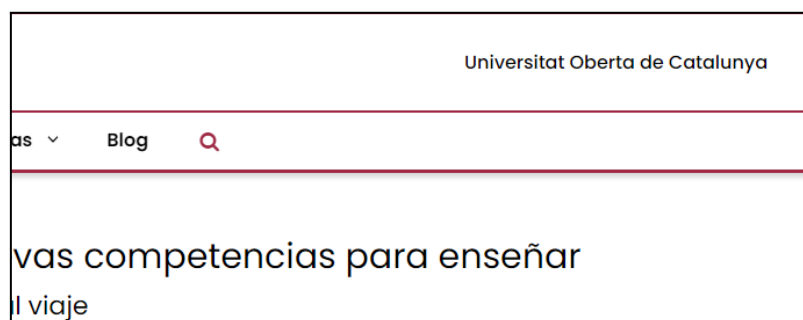 Universitat Oberta de Catalunya
as Blog
vas competencias para enseñar
l viaje